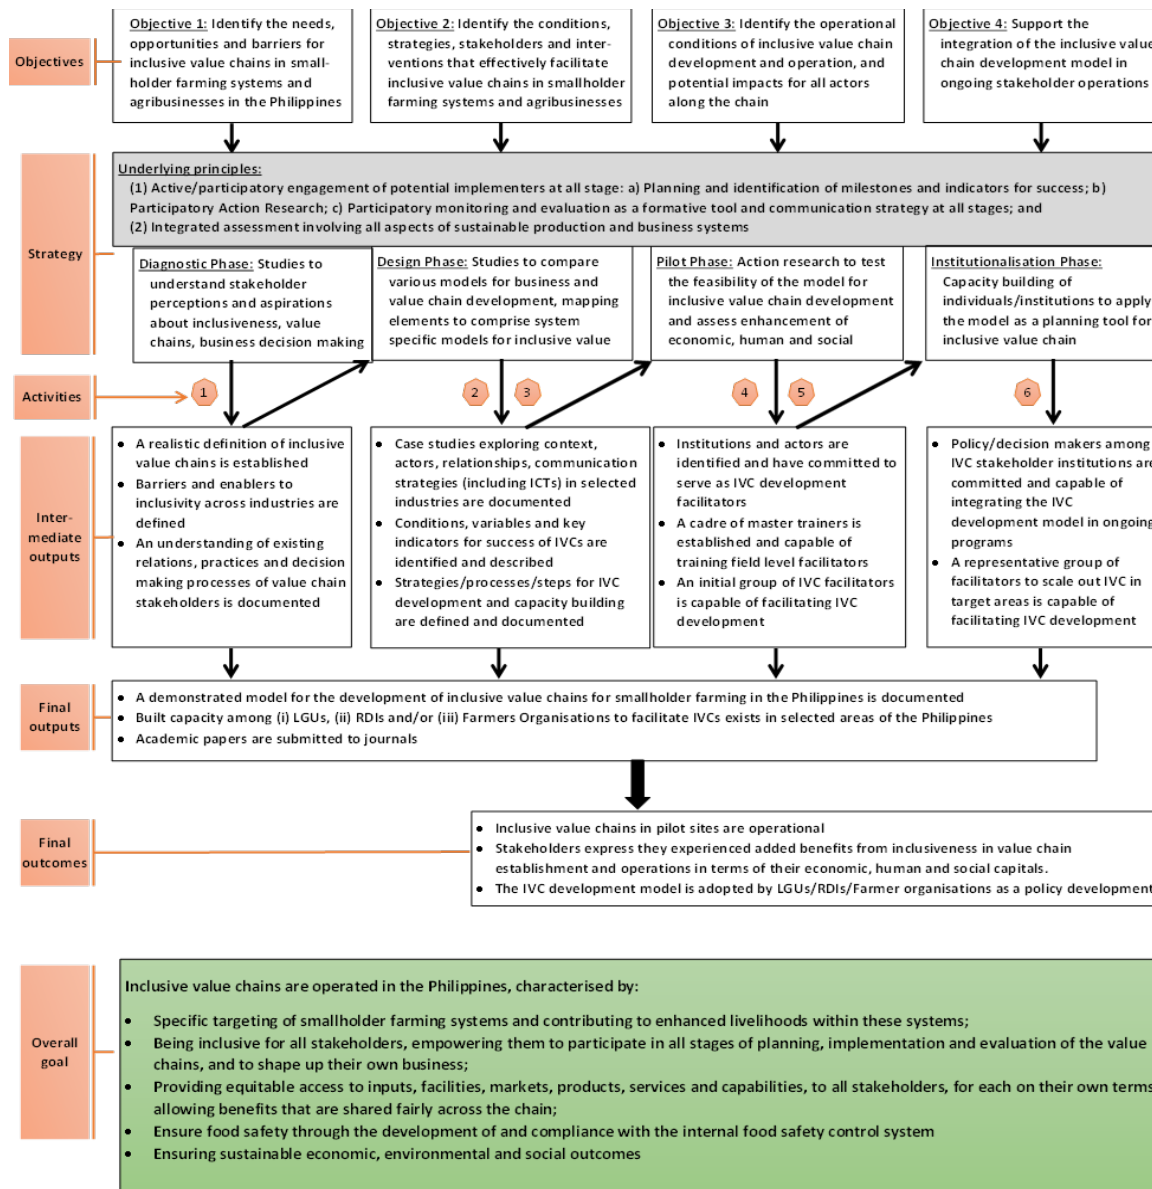 Objectives
Objective 1: Identify the needs,
opportunities and barriers for
inclusive value chains in small-
holder farming systems and
agribusinesses in the Philippines
Objective 2: Identify the conditions,
strategies, stakeholders and inter-
ventions that effectively facilitate
inclusive value chains in smallholder
farming systems and agribusinesses
Objective 3: Identify the operational
conditions of inclusive value chain
development and operation, and
potential impacts for all actors
along the chain
Objective 4: Support the
integration of the inclusive value
chain development model in
ongoing stakeholder operations
Strategy
Underlying principles:
(1) Active/participatory engagement of potential implementers at all stage: a) Planning and identification of milestones and indicators for success; b)
Participatory Action Research; c) Participatory monitoring and evaluation as a formative tool and communication strategy at all stages; and
(2) Integrated assessment involving all aspects of sustainable production and business systems
Diagnostic Phase: Studies to
understand stakeholder
perceptions and aspirations
about inclusiveness, value
chains, business decision making
Design Phase: Studies to compare
various models for business and
value chain development, mapping
elements to comprise system
specific models for inclusive value
Pilot Phase: Action research to test
the feasibility of the model for
inclusive value chain development
and assess enhancement of
economic, human and social
Institutionalisation Phase:
Capacity building of
individuals/institutions to apply
the model as a planning tool for
inclusive value chain
Activities
1
2
3
4
5
6
Inter-
mediate
outputs
• A realistic definition of inclusive
value chains is established
• Barriers and enablers to
inclusivity across industries are
defined
• An understanding of existing
relations, practices and decision
making processes of value chain
stakeholders is documented
• Case studies exploring context,
actors, relationships, communication
strategies (including ICTs) in selected
industries are documented
• Conditions, variables and key
indicators for success of IVCs are
identified and described
• Strategies/processes/steps for IVC
development and capacity building
are defined and documented
• Institutions and actors are
identified and have committed to
serve as IVC development
facilitators
• A cadre of master trainers is
established and capable of
training field level facilitators
• An initial group of IVC facilitators
is capable of facilitating IVC
development
• Policy/decision makers among
IVC stakeholder institutions are
committed and capable of
integrating the IVC
development model in ongoing
programs
• A representative group of
facilitators to scale out IVC in
target areas is capable of
facilitating IVC development
Final
outputs
• A demonstrated model for the development of inclusive value chains for smallholder farming in the Philippines is documented
• Built capacity among (i) LGUs, (ii) RDIs and/or (iii) Farmers Organisations to facilitate IVCs exists in selected areas of the Philippines
• Academic papers are submitted to journals
Final
outcomes
• Inclusive value chains in pilot sites are operational
• Stakeholders express they experienced added benefits from inclusiveness in value chain
establishment and operations in terms of their economic, human and social capitals.
• The IVC development model is adopted by LGUs/RDIs/Farmer organisations as a policy development
Overall
goal
Inclusive value chains are operated in the Philippines, characterised by:
• Specific targeting of smallholder farming systems and contributing to enhanced livelihoods within these systems;
• Being inclusive for all stakeholders, empowering them to participate in all stages of planning, implementation and evaluation of the value
chains, and to shape up their own business;
• Providing equitable access to inputs, facilities, markets, products, services and capabilities, to all stakeholders, for each on their own terms
allowing benefits that are shared fairly across the chain;
• Ensure food safety through the development of and compliance with the internal food safety control system
• Ensuring sustainable economic, environmental and social outcomes